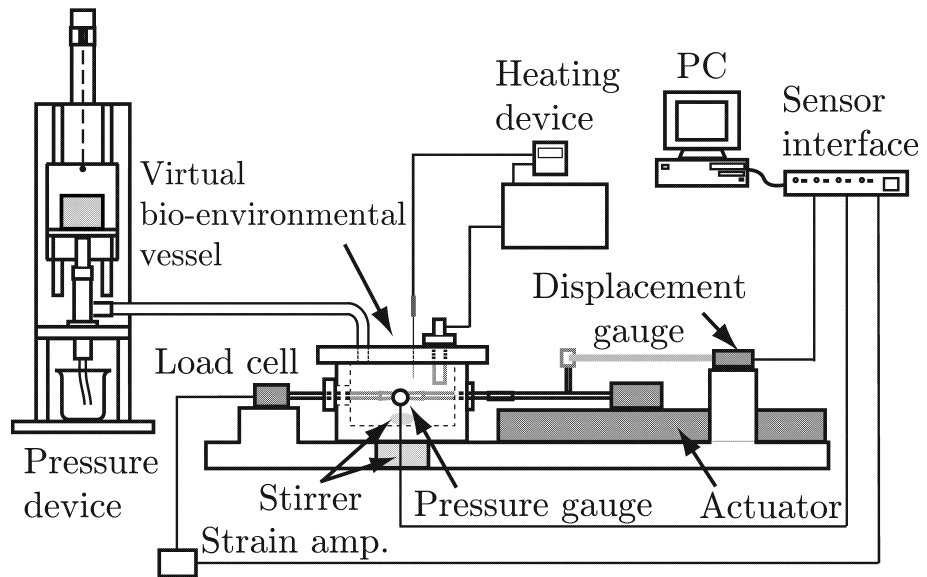 Heating
device
PC
Sensor
interface
Virtual
bio-environmental
vessel
Displacement
gauge
Load cell
Pressure
device
Stirrer
Pressure gauge
Actuator
Strain amp.